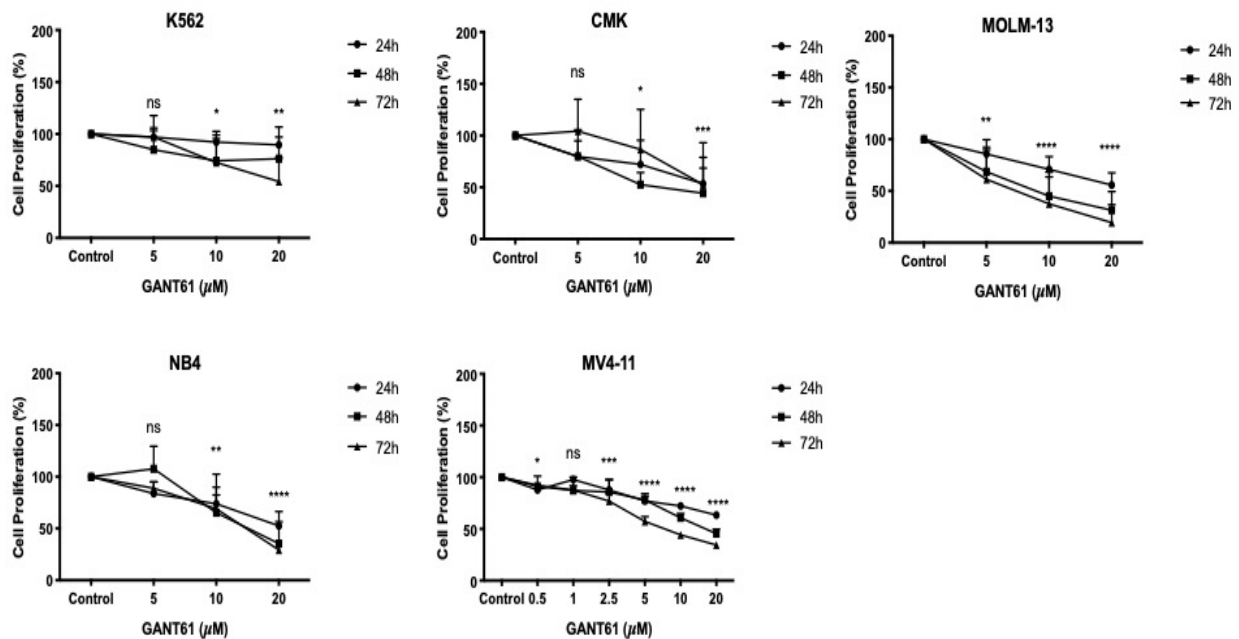 K562
Cell Proliferation (%)
200
150
100
50
0
ns
*
**
24h
48h
72h
Control
5
10
20
GANT61 (µM)
CMK
Cell Proliferation (%)
200
150
100
50
0
ns
*
***
24h
48h
72h
Control
5
10
20
GANT61 (µM)
MOLM-13
Cell Proliferation (%)
200
150
100
50
0
**
****
****
24h
48h
72h
Control
5
10
20
GANT61 (µM)
NB4
Cell Proliferation (%)
200
150
100
50
0
ns
**
****
24h
48h
72h
Control
5
10
20
GANT61 (µM)
MV4-11
Cell Proliferation (%)
200
150
100
50
0
*
ns
***
****
****
****
24h
48h
72h
Control
0.5
1
2.5
5
10
20
GANT61 (µM)